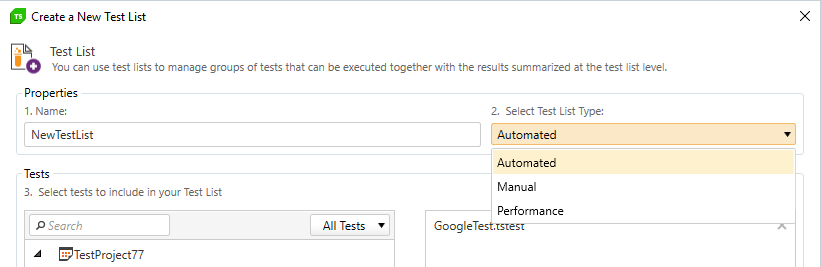 TS Create a New Test List
Test List
You can use test lists to manage groups of tests that can be executed together with the results summarized at the test list level.
Properties
1. Name:
2. Select Test List Type:
NewTestList
Automated
Automated
Manual
Performance
Tests
3. Select tests to include in your Test List
Search
All Tests
GoogleTest.tstest
TestProject77